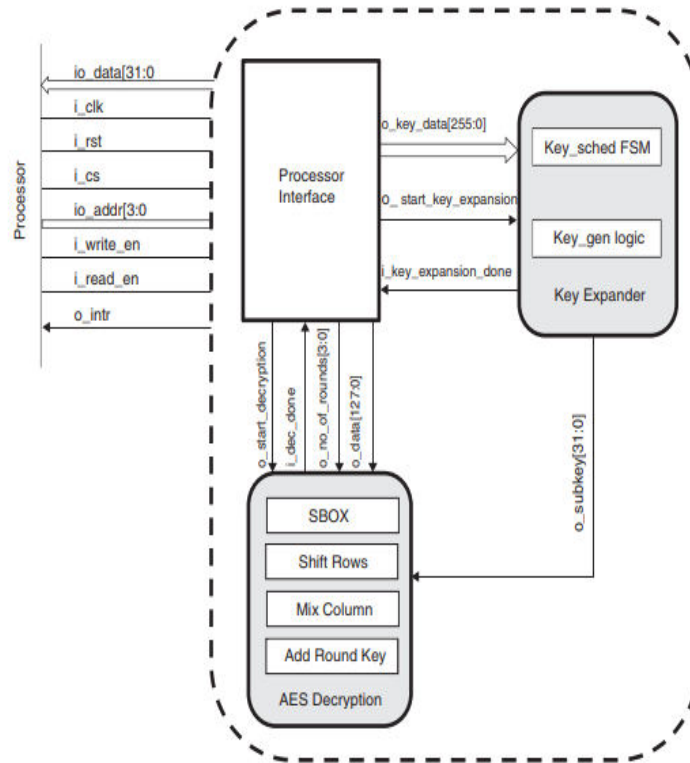 Processor
io_data[31:0
i_clk
i_rst
i_cs
io_addr[3:0
i_write_en
i_read_en
o_intr
Processor
Interface
o_key_data[255:0]
o_ start_key_expansion
i_key_expansion_done
Key_sched FSM
Key_gen logic
Key Expander
o_start_decryption
i_dec_done
o_no_of_rounds[3:0]
o_data[127:0]
o_subkey[31:0]
SBOX
Shift Rows
Mix Column
Add Round Key
AES Decryption